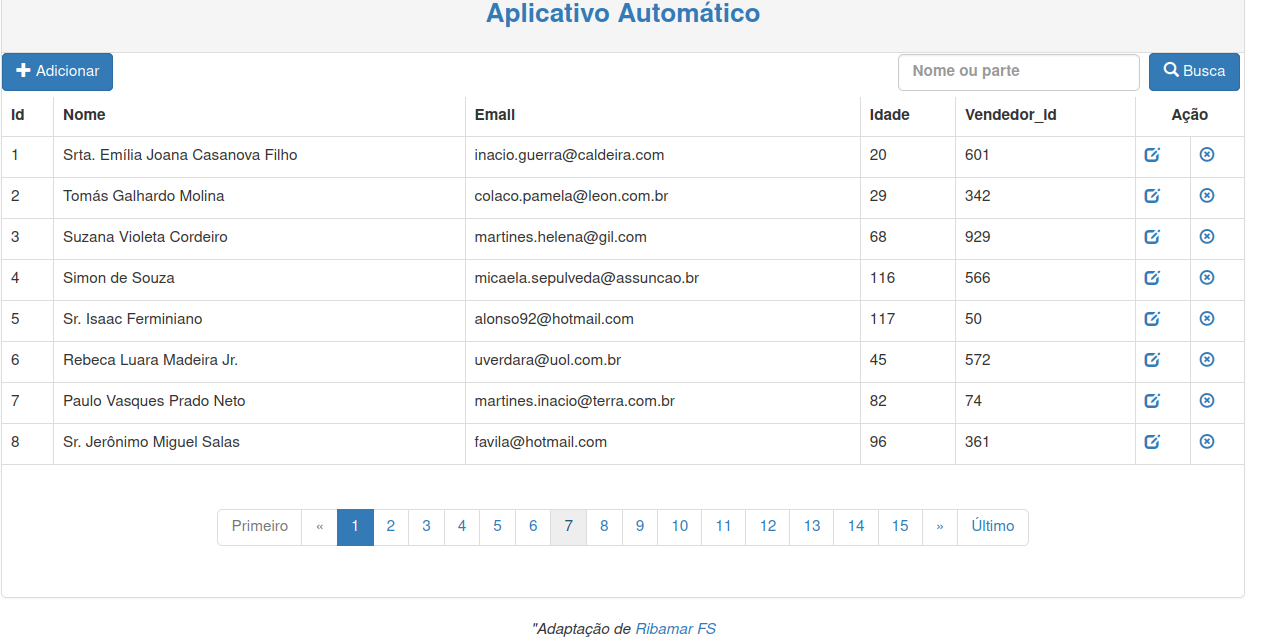 Aplicativo Automático
Adicionar Nome ou parte Busca
Id Nome Email Idade Vendedor_Id Ação
1 Srta. Emília Joana Casanova Filho inacio.guerra@caldeira.com 20 601
2 Tomás Galhardo Molina colaco.pamela@leon.com.br 29 342
3 Suzana Violeta Cordeiro martines.helena@gil.com 68 929
4 Simon de Souza micaela.sepulveda@assuncao.br 116 566
5 Sr. Isaac Ferminiano alonso92@hotmail.com 117 50
6 Rebeca Luara Madeira Jr. uverdara@uol.com.br 45 572
7 Paulo Vasques Prado Neto martines.inacio@terra.com.br 82 74
8 Sr. Jerônimo Miguel Salas favila@hotmail.com 96 361
Primeiro « 1 2 3 4 5 6 7 8 9 10 11 12 13 14 15 » Último
"Adaptação de Ribamar FS